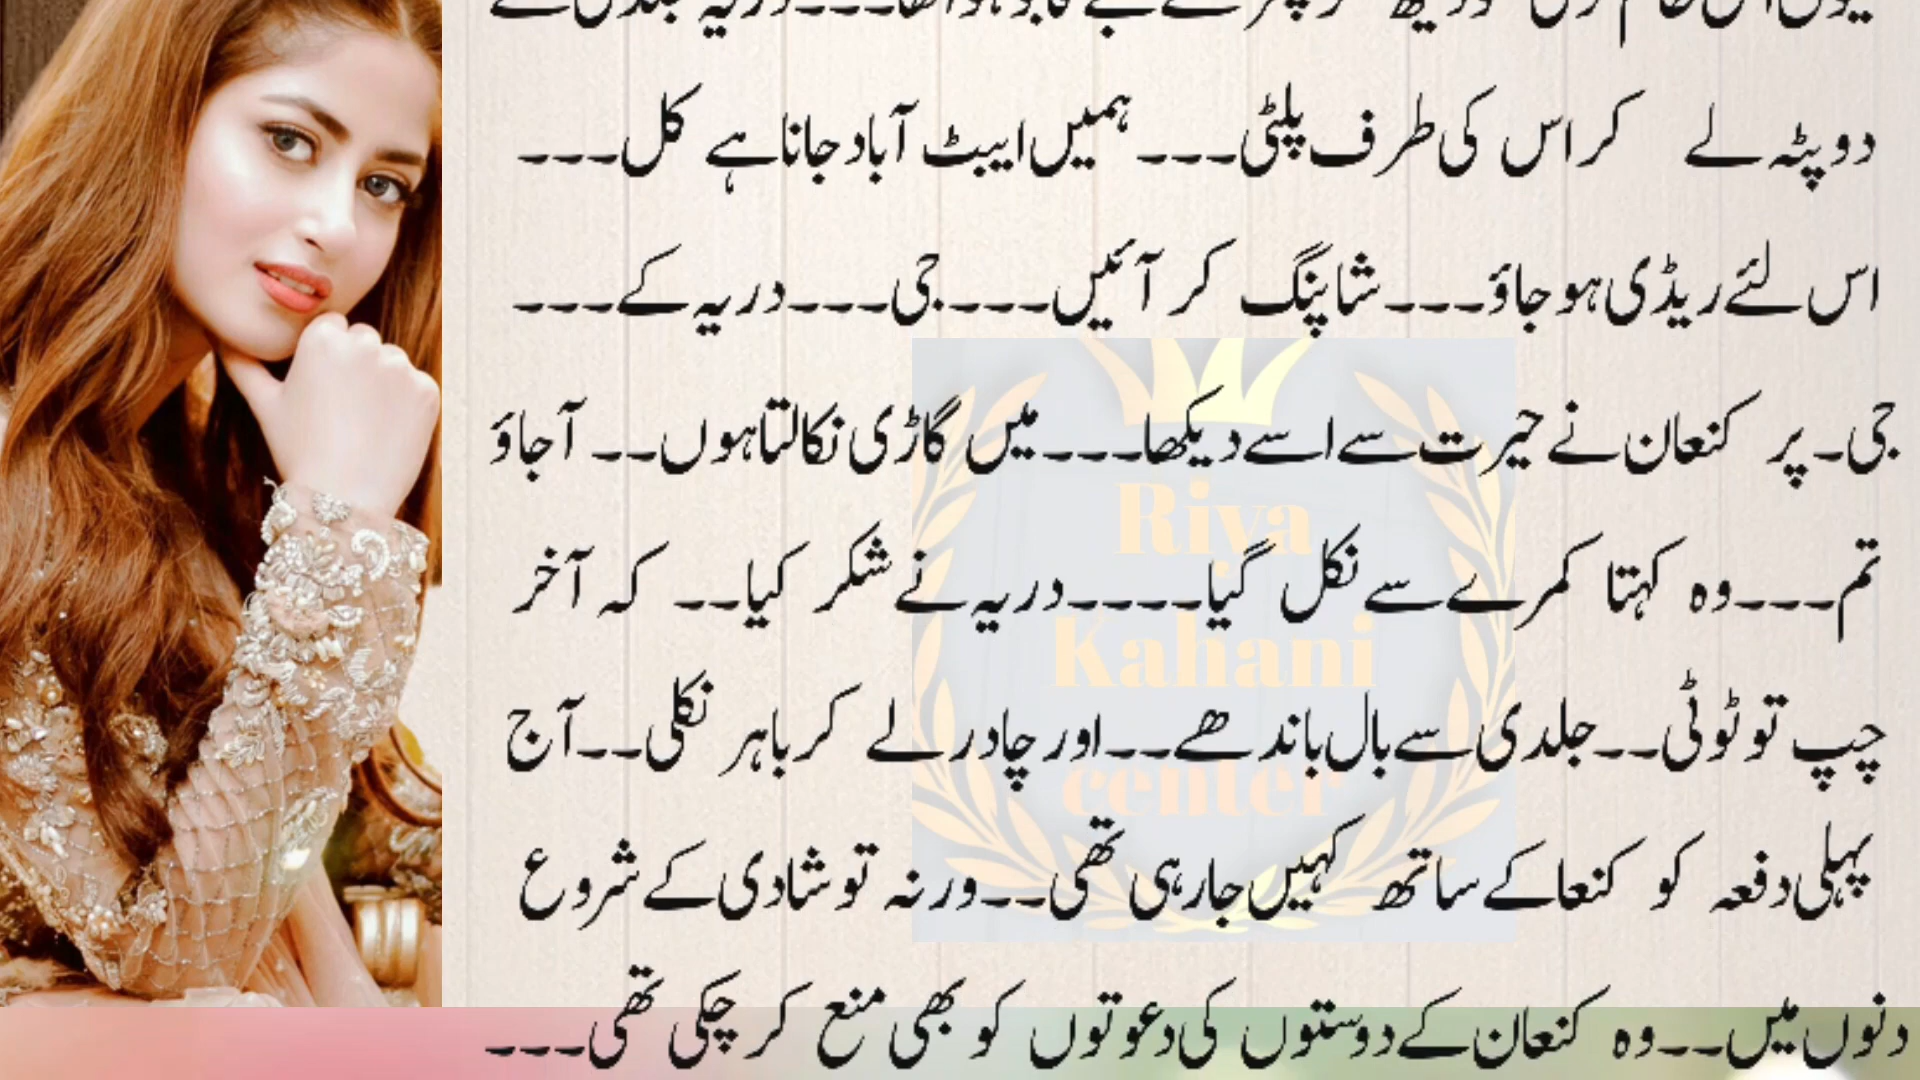 دوپٹہ لے کر اس کی طرف پلٹی۔۔۔۔ ہمیں ایبٹ آباد جانا ہے کل۔۔۔
اس لئے ریڈی ہو جاؤ۔۔۔۔ شاپنگ کر آئیں۔۔۔۔ جی۔۔۔۔ دریہ کے۔۔۔
جی۔ پر کنعان نے حیرت سے اسے دیکھا۔۔۔۔ میں گاڑی نکالتا ہوں۔۔ آ جاؤ
تم۔۔۔۔ وہ کہتا کمرے سے نکل گیا۔۔۔۔۔ دریہ نے شکر کیا۔۔ کہ آخر
چپ تو ٹوٹی۔۔ جلدی سے بال باندھے۔۔ اور چادر لے کر باہر نکلی۔۔ آج
پہلی دفعہ کو کنعا کے ساتھ کہیں جا رہی تھی۔۔ ورنہ تو شادی کے شروع
دنوں میں۔۔ وہ کنعان کے دوستوں کی دعوتوں کو بھی منع کر چکی تھی۔۔۔
Riya
Kahani
center